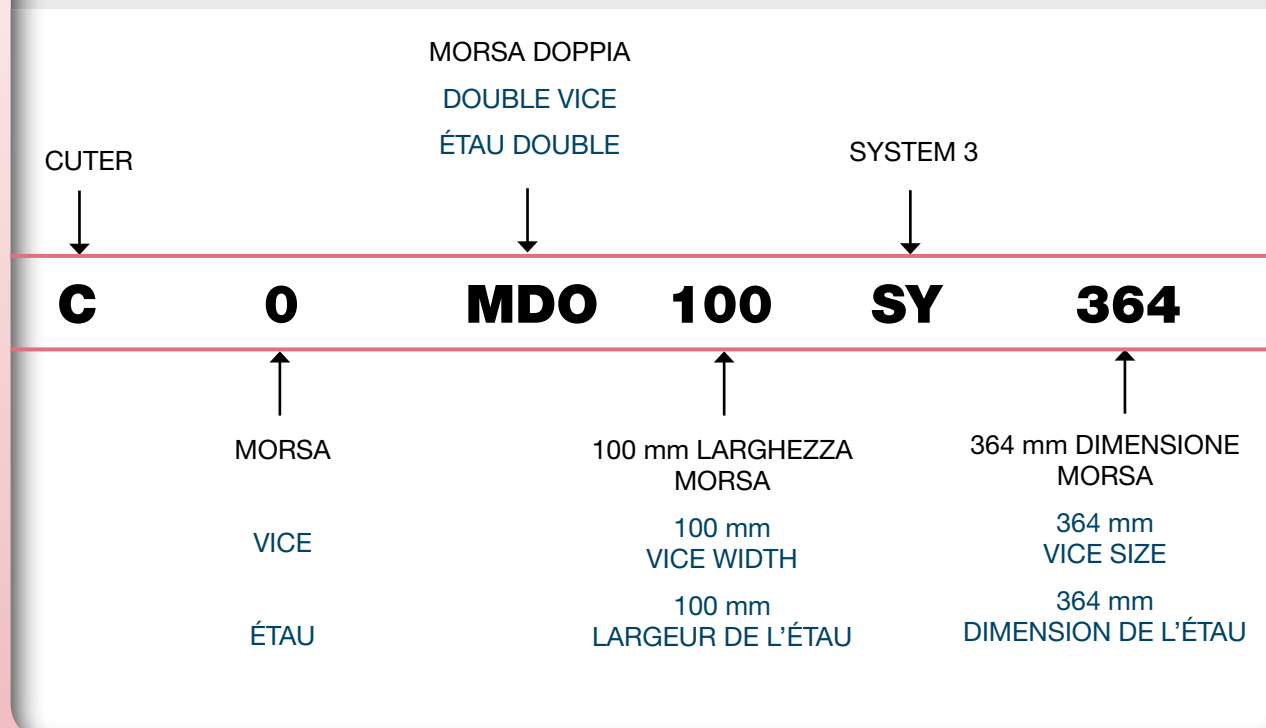 MORSA DOPPIA
DOUBLE VICE
ÉTAU DOUBLE
CUTER
SYSTEM 3
C 0 MDO 100 SY 364
MORSA
VICE
ÉTAU
100 mm LARGHEZZA
MORSA
100 mm
VICE WIDTH
100 mm
LARGEUR DE L'ÉTAU
364 mm DIMENSIONE
MORSA
364 mm
VICE SIZE
364 mm
DIMENSION DE L'ÉTAU